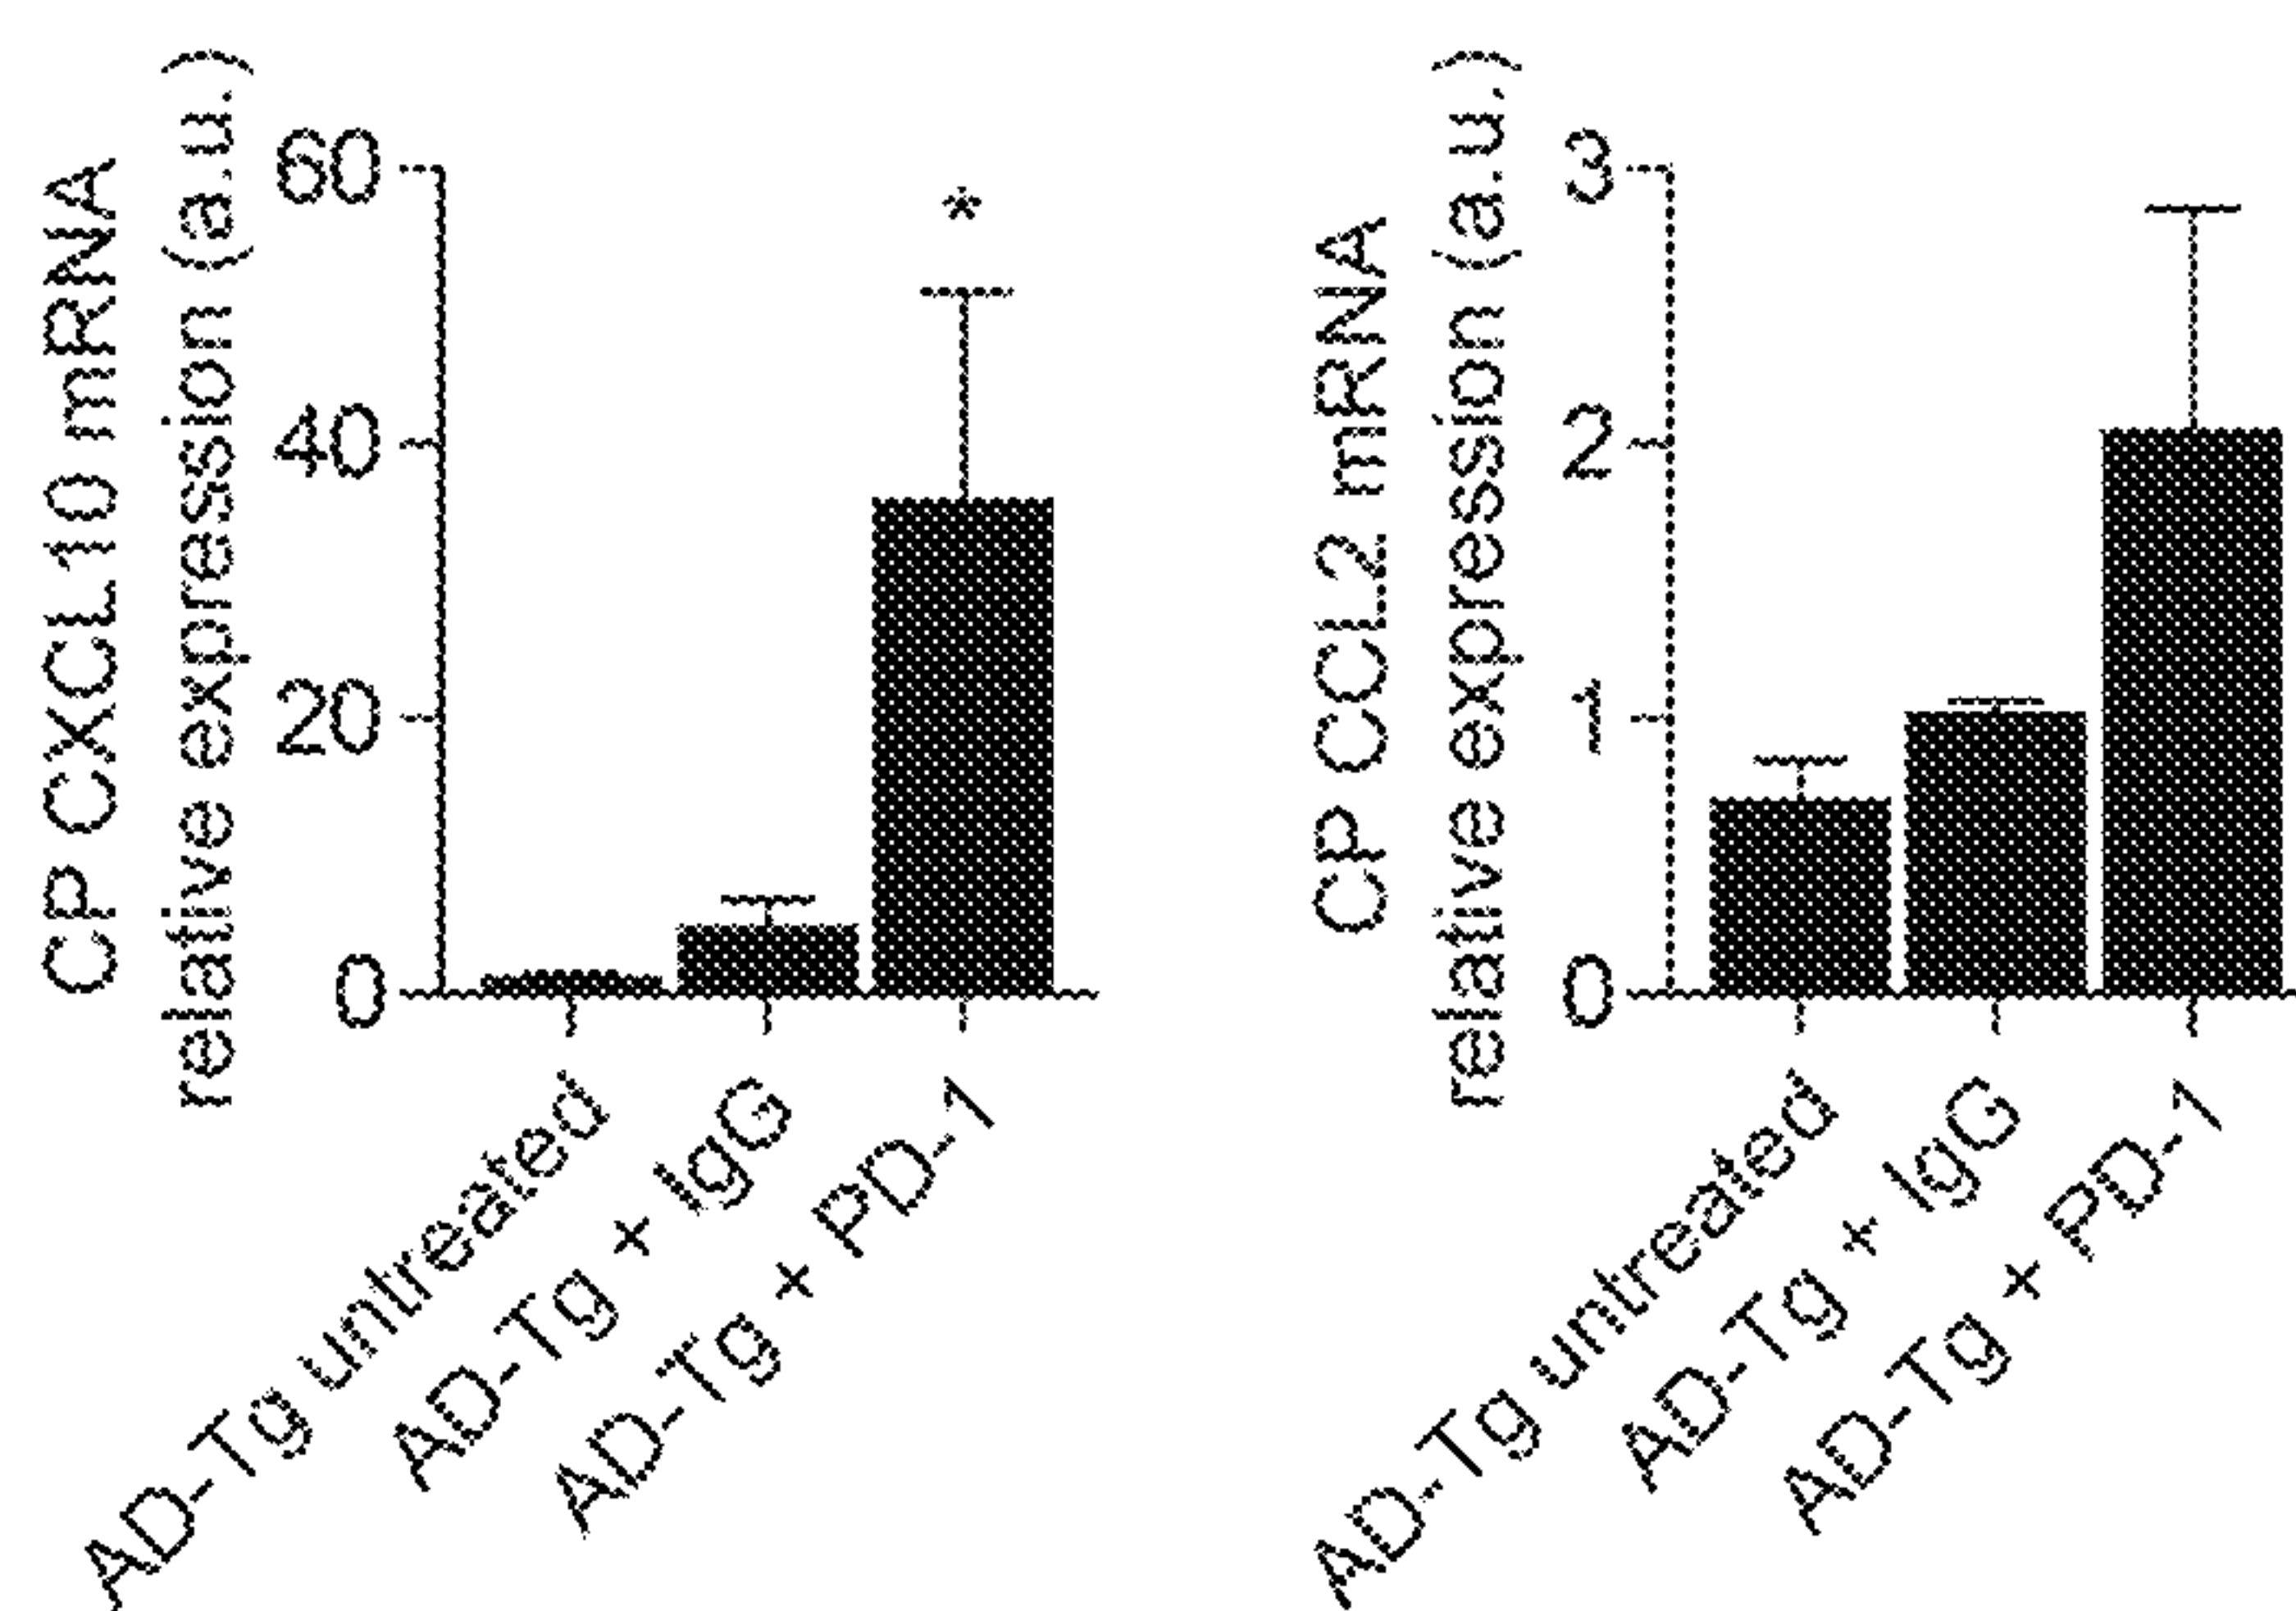 CP CXCL10 mRNA
relative expression (a.u.)
60
40
20
0
*
AD-Tg untreated
AD-Tg + IgG
AD-Tg + PD-1
CP CCL2 mRNA
relative expression (a.u.)
3
2
1
0
AD-Tg untreated
AD-Tg + IgG
AD-Tg + PD-1